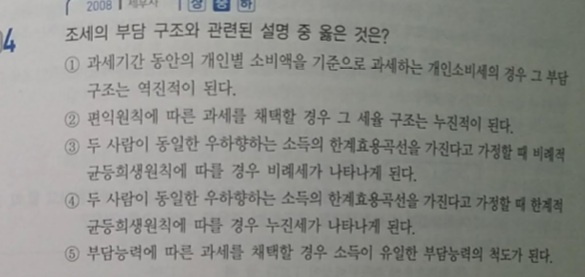 2008 세무사 상 중 하
4 조세의 부담 구조와 관련된 설명 중 옳은 것은?
① 과세기간 동안의 개인별 소비액을 기준으로 과세하는 개인소비세의 경우 그 부담
구조는 역진적이 된다.
② 편익원칙에 따른 과세를 채택할 경우 그 세율 구조는 누진적이 된다.
③ 두 사람이 동일한 우하향하는 소득의 한계효용곡선을 가진다고 가정할 때 비례적
균등희생원칙에 따를 경우 비례세가 나타나게 된다.
④ 두 사람이 동일한 우하향하는 소득의 한계효용곡선을 가진다고 가정할 때 한계적
균등희생원칙에 따를 경우 누진세가 나타나게 된다.
⑤ 부담능력에 따른 과세를 채택할 경우 소득이 유일한 부담능력의 척도가 된다.